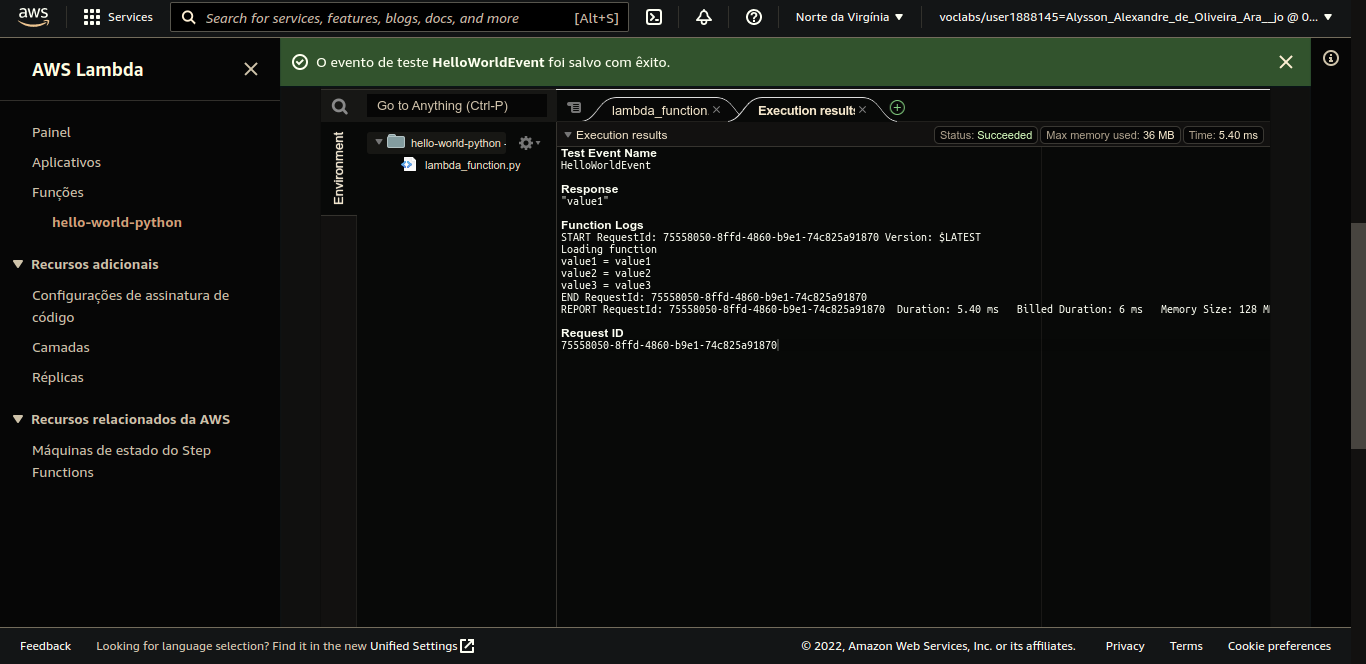 aws
Services
Search for services, features, blogs, docs, and more
[Alt+S]
Norte da Virgínia
voclabs/user1888145=Alysson_Alexandre_de_Oliveira_Ara__jo @ 0...
AWS Lambda
Painel
Aplicativos
Funções
hello-world-python
Recursos adicionais
Configurações de assinatura de
código
Camadas
Réplicas
Recursos relacionados da AWS
Máquinas de estado do Step
Functions
O evento de teste HelloWorldEvent foi salvo com êxito.
Go to Anything (Ctrl-P)
Environment
hello-world-python -
lambda_function.py
lambda_function.
Execution results
Execution results
Status: Succeeded
Max memory used: 36 MB
Time: 5.40 ms
Test Event Name
HelloWorldEvent
Response
"value1"
Function Logs
START RequestId: 75558050-8ffd-4860-b9e1-74c825a91870 Version: $LATEST
Loading function
value1 = value1
value2 = value2
value3 = value3
END RequestId: 75558050-8ffd-4860-b9e1-74c825a91870
REPORT RequestId: 75558050-8ffd-4860-b9e1-74c825a91870 Duration: 5.40 ms Billed Duration: 6 ms Memory Size: 128 M
Request ID
75558050-8ffd-4860-b9e1-74c825a91870
Feedback
Looking for language selection? Find it in the new Unified Settings
© 2022, Amazon Web Services, Inc. or its affiliates.
Privacy
Terms
Cookie preferences